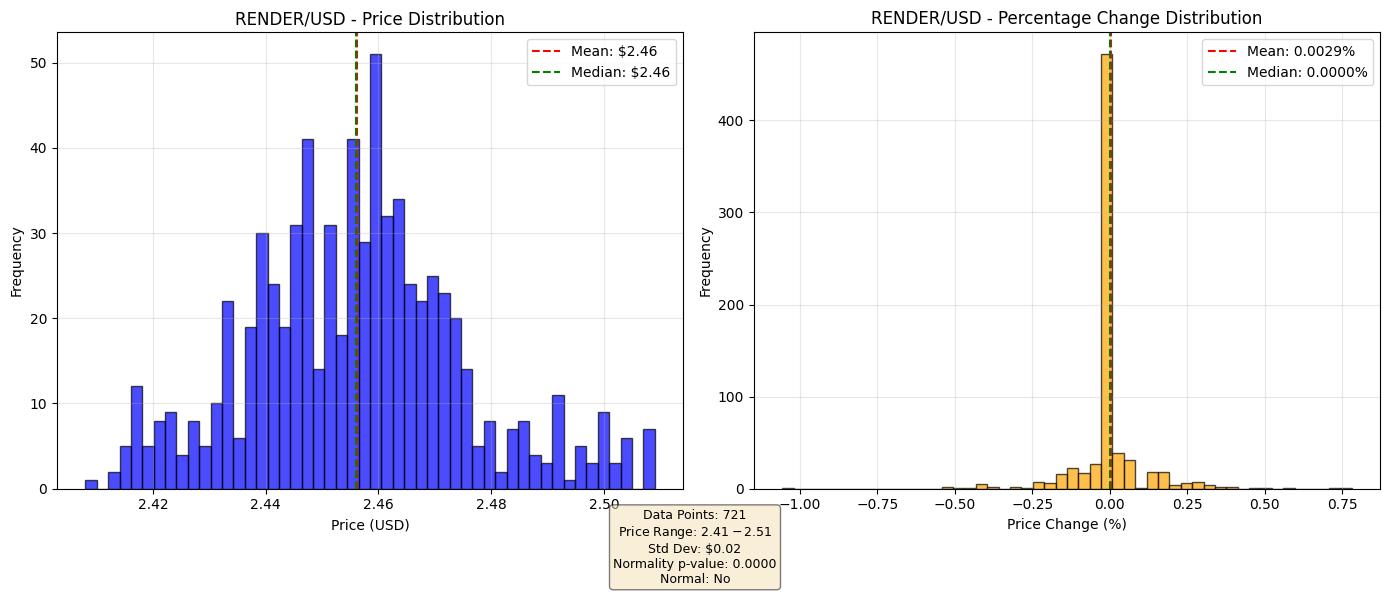 RENDER/USD - Price Distribution
Mean: $2.46
Median: $2.46
50
40
30
20
10
0
Frequency
2.42
2.44
2.46
2.48
2.50
Price (USD)
RENDER/USD - Percentage Change Distribution
Mean: 0.0029%
Median: 0.0000%
400
300
200
100
0
Frequency
−1.00
−0.75
−0.50
−0.25
0.00
0.25
0.50
0.75
Price Change (%)
Data Points: 721
Price Range: 2.41 − 2.51
Std Dev: $0.02
Normality p-value: 0.0000
Normal: No